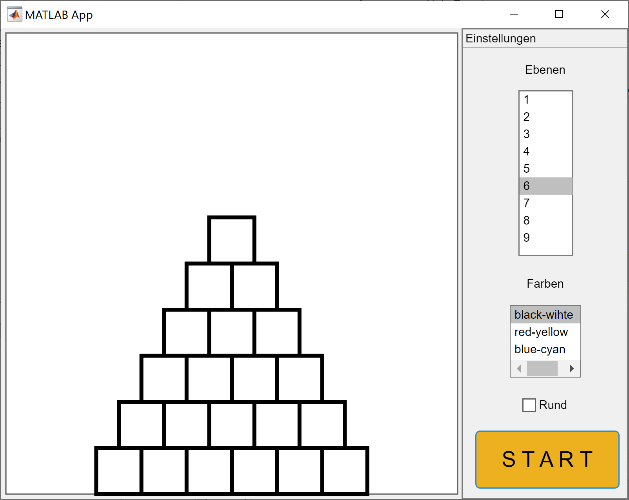 MATLAB App
Einstellungen
Ebenen
1
2
3
4
5
6
7
8
9
Farben
black-wihte
red-yellow
blue-cyan
Rund
START